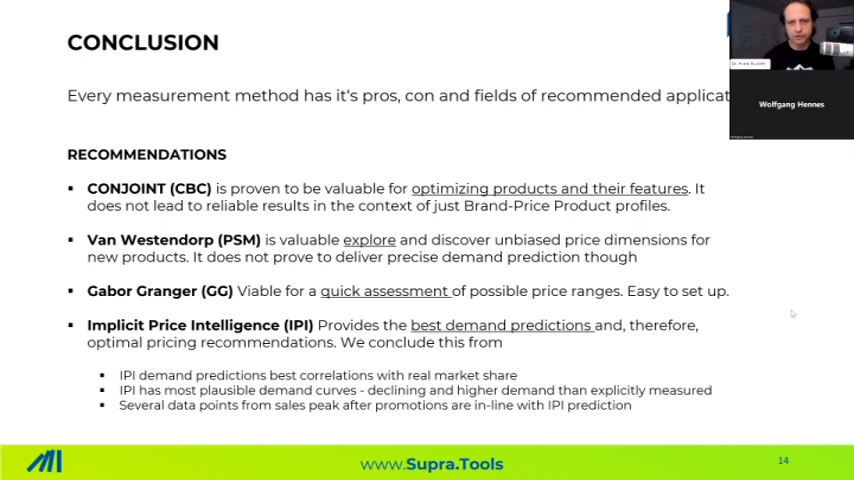 CONCLUSION
Every measurement method has it's pros, con and fields of recommended applicat
Wolfgang Hennes
RECOMMENDATIONS
▪ CONJOINT (CBC) is proven to be valuable for optimizing products and their features. It
does not lead to reliable results in the context of just Brand-Price Product profiles.
▪ Van Westendorp (PSM) is valuable explore and discover unbiased price dimensions for
new products. It does not prove to deliver precise demand prediction though
▪ Gabor Granger (GG) Viable for a quick assessment of possible price ranges. Easy to set up.
▪ Implicit Price Intelligence (IPI) Provides the best demand predictions and, therefore,
optimal pricing recommendations. We conclude this from
▪ IPI demand predictions best correlations with real market share
▪ IPI has most plausible demand curves - declining and higher demand than explicitly measured
▪ Several data points from sales peak after promotions are in-line with IPI prediction
www.Supra.Tools
14